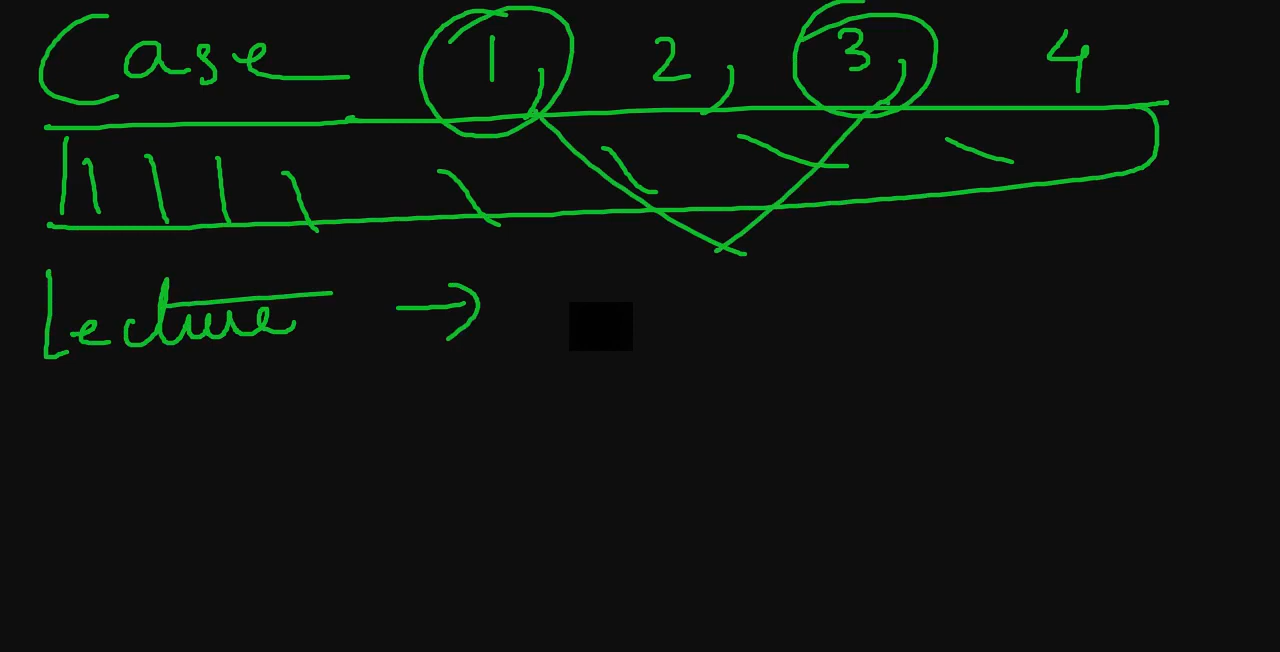 Case 1, 2, 3, 4
Lecture →